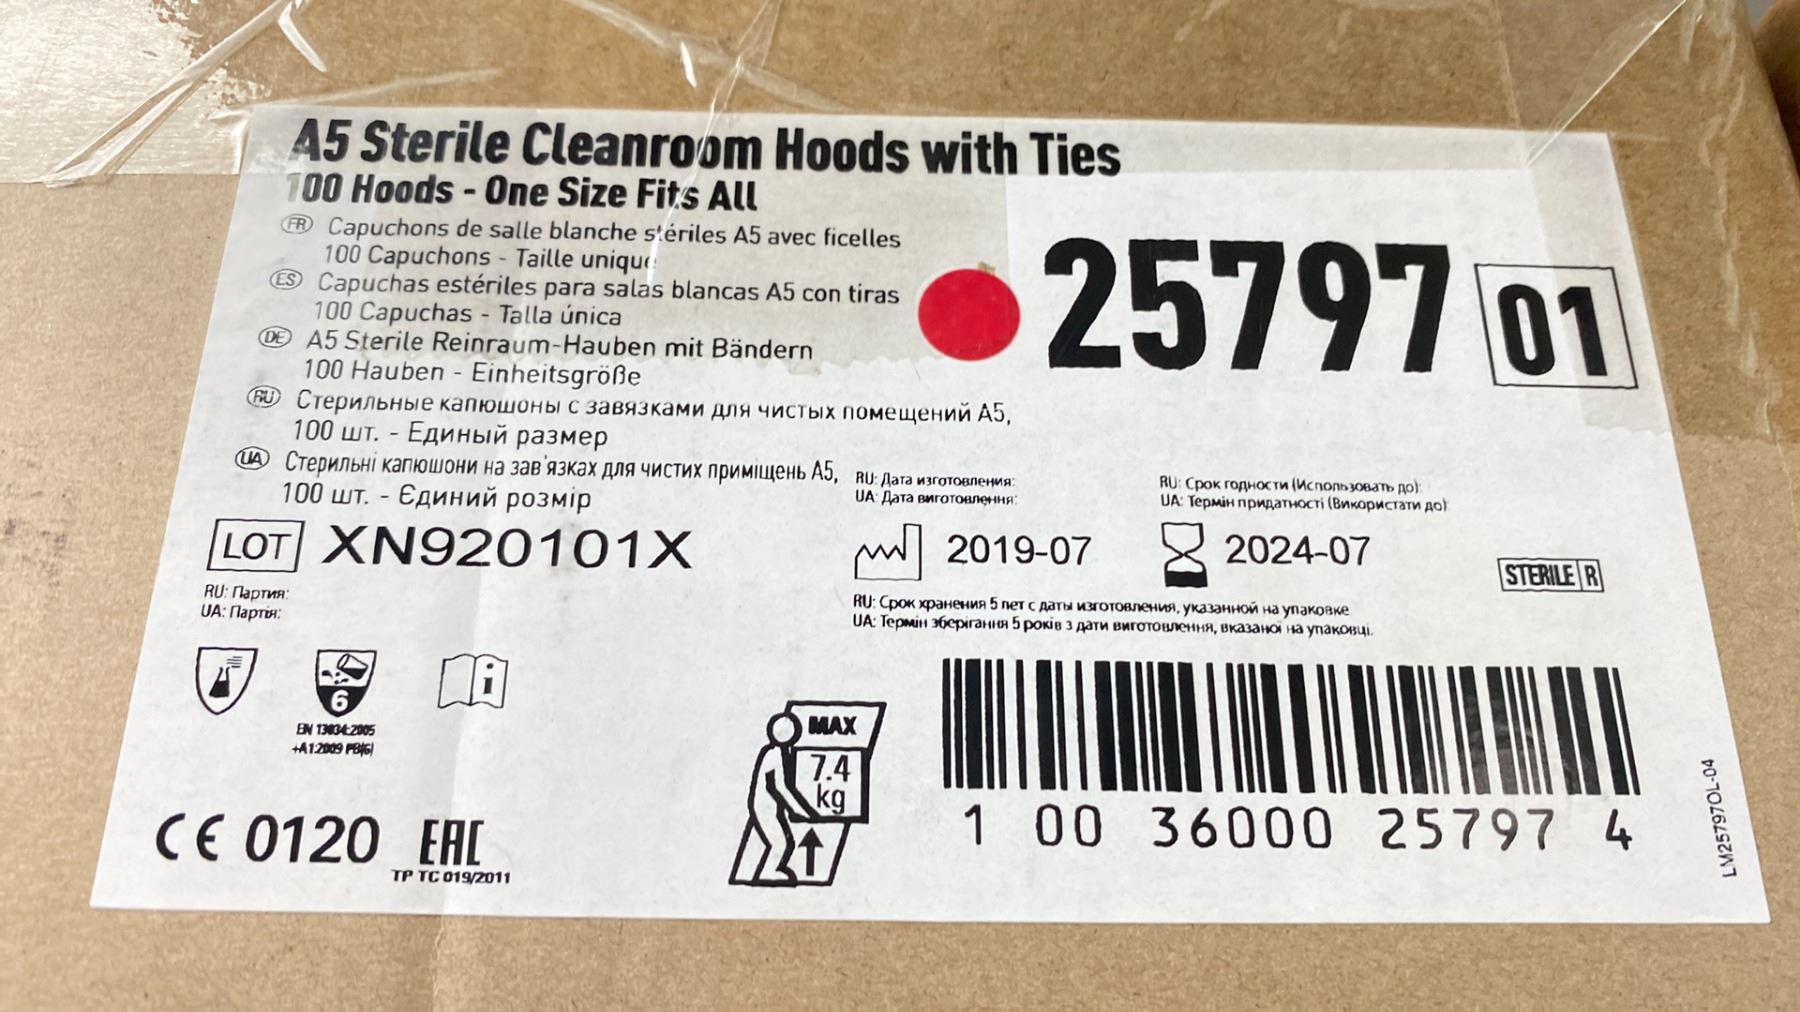 A5 Sterile Cleanroom Hoods with Ties
100 Hoods - One Size Fits All
FR Capuchons de salle blanche stériles A5 avec ficelles
100 Capuchons - Taille unique
ES Capuchas estériles para salas blancas A5 con tiras
100 Capuchas - Talla única
DE A5 Sterile Reinraum-Hauben mit Bändern
100 Hauben - Einheitsgröße
RU Стерильные капюшоны с завязками для чистых помещений А5,
100 шт. - Единый размер
UA Стерильні капюшони на зав'язках для чистих приміщень А5,
100 шт. - Єдиний розмір
25797 01
LOT XN920101X
RU: Партия:
UA: Партія:
RU: Дата изготовления:
UA: Дата виготовлення:
2019-07
RU: Срок годности (Использовать до):
UA: Термін придатності (Використати до)
2024-07
STERILE R
RU: Срок хранения 5 лет с даты изготовления, указанной на упаковке
UA: Термін зберігання 5 років з дати виготовлення, вказаної на упаковці.
6
EN 13034:2005
+A1:2009 PB(6)
i
CE 0120
EAC
ТР ТС 019/2011
MAX
7.4
kg
1 00 36000 25797 4
LM25797OL-04